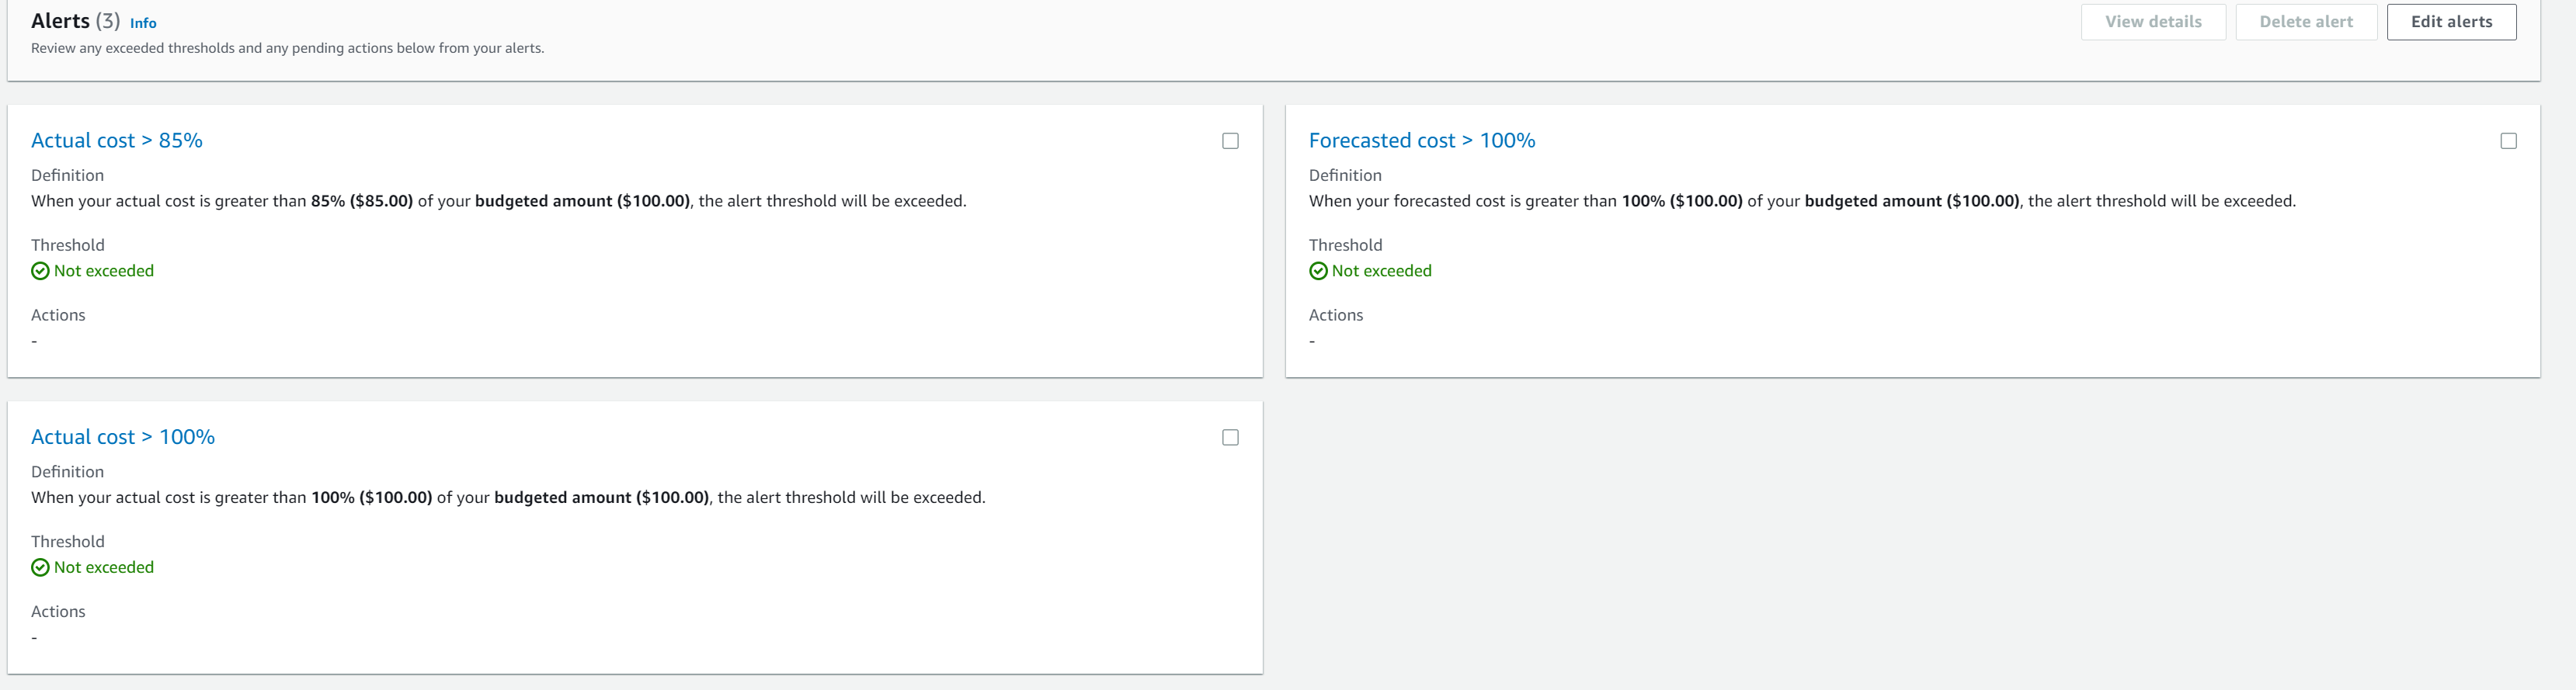 Alerts (3) Info
View details
Delete alert
Edit alerts
Review any exceeded thresholds and any pending actions below from your alerts.
Actual cost > 85%
Definition
When your actual cost is greater than 85% ($85.00) of your budgeted amount ($100.00), the alert threshold will be exceeded.
Threshold
Not exceeded
Actions
-
Forecasted cost > 100%
Definition
When your forecasted cost is greater than 100% ($100.00) of your budgeted amount ($100.00), the alert threshold will be exceeded.
Threshold
Not exceeded
Actions
-
Actual cost > 100%
Definition
When your actual cost is greater than 100% ($100.00) of your budgeted amount ($100.00), the alert threshold will be exceeded.
Threshold
Not exceeded
Actions
-